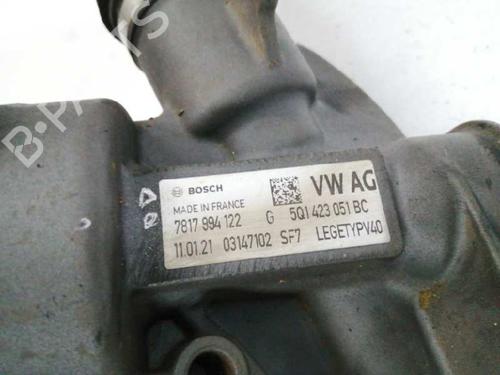 B-PARTS
BOSCH
VW AG
MADE IN FRANCE
7817 994 122 G 5Q1 423 051 BC
11.01.21 03147102 SF7 LEGETYPV40